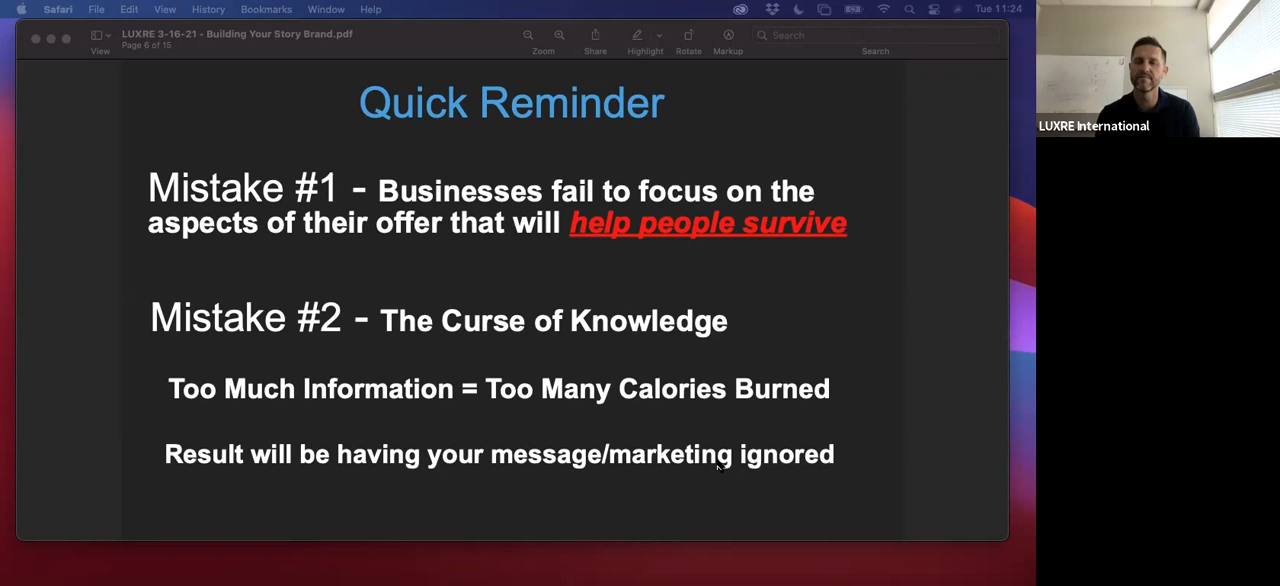 Safari File Edit View History Bookmarks Window Help Tue 11:24
LUXRE 3-16-21 - Building Your Story Brand.pdf
Page 6 of 15
View Zoom Share Highlight Rotate Markup Search
Search
Quick Reminder
Mistake #1 - Businesses fail to focus on the
aspects of their offer that will help people survive
Mistake #2 - The Curse of Knowledge
Too Much Information = Too Many Calories Burned
Result will be having your message/marketing ignored
LUXRE International